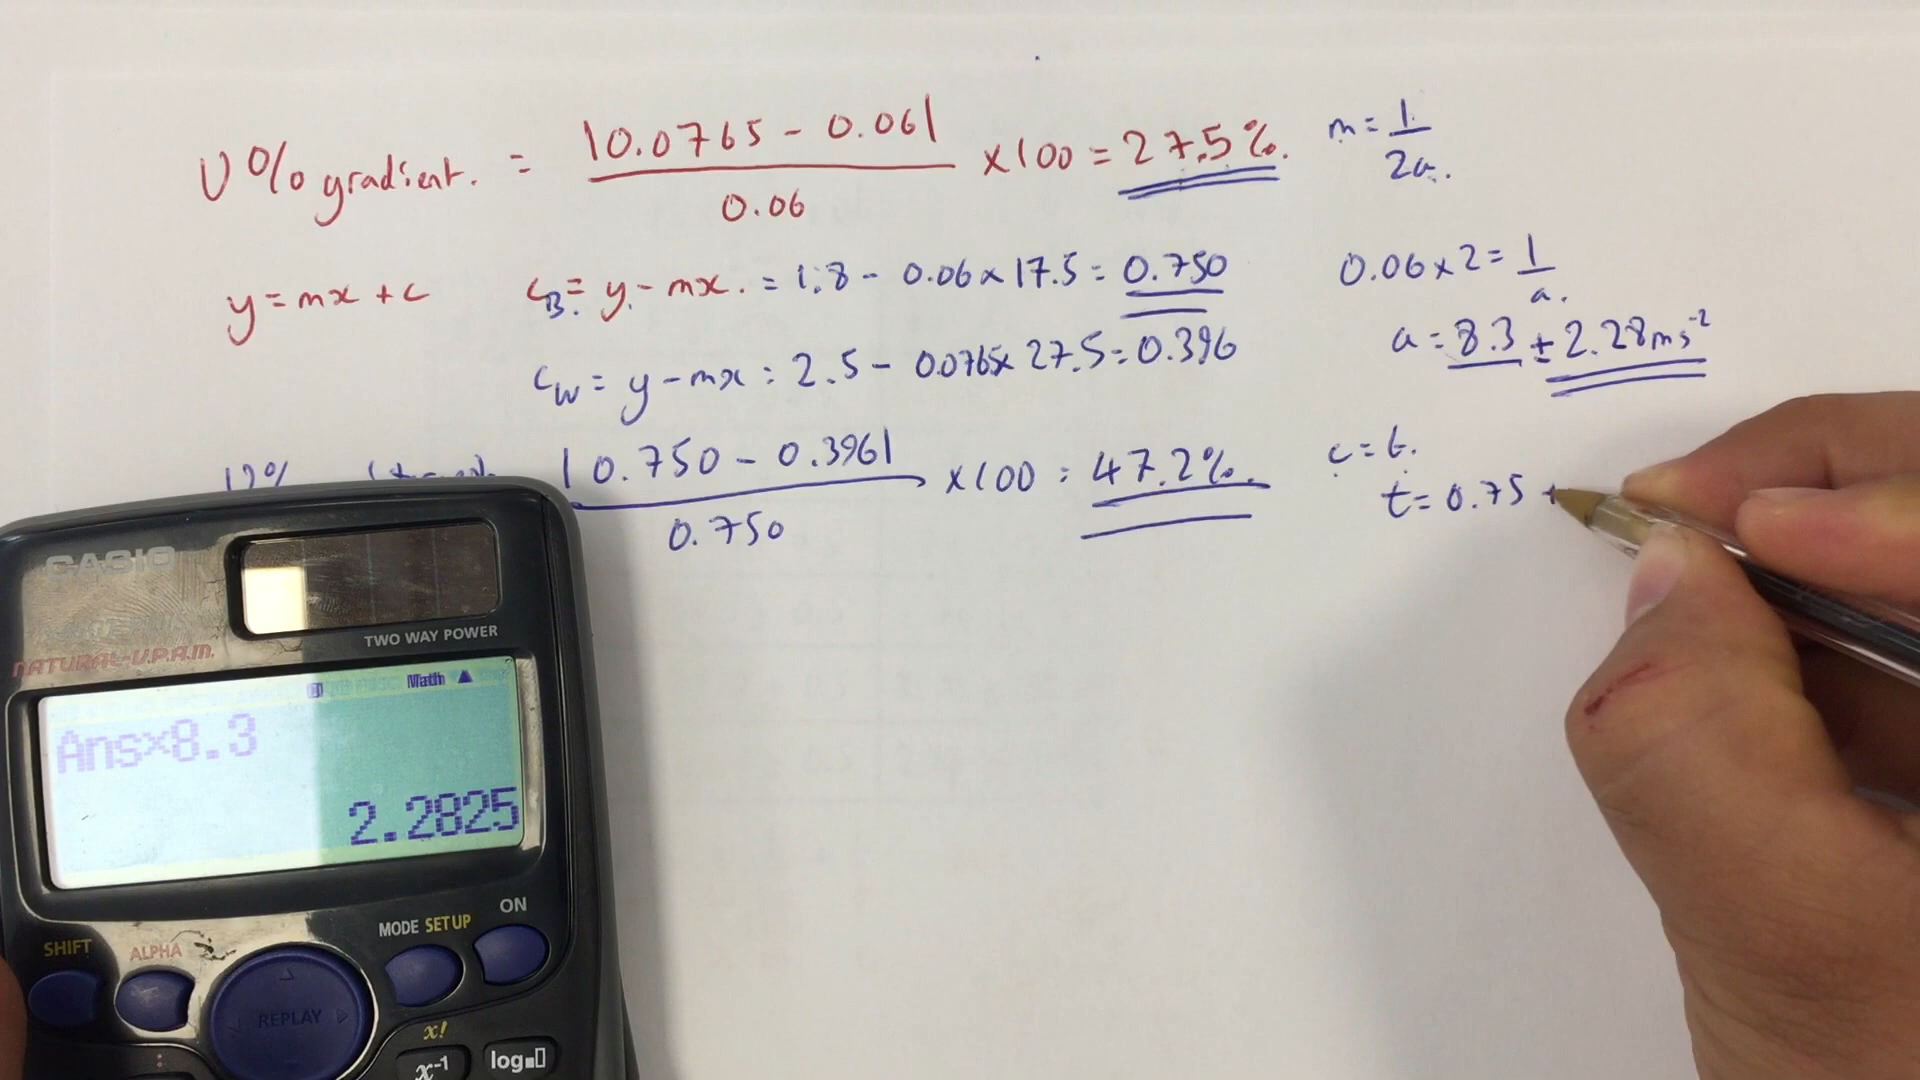 U % gradient. = |0.0765 - 0.06| / 0.06 × 100 = 27.5%.
m = 1 / 2a.
y = mx + c
c_B = y - mx. = 1.8 - 0.06 × 17.5 = 0.750
0.06 × 2 = 1 / a.
c_W = y - mx = 2.5 - 0.0765 × 27.5 = 0.396
a = 8.3 ± 2.28 ms⁻²
|0.750 - 0.396| / 0.750 × 100 = 47.2%.
c = t.
t = 0.75
CASIO
TWO WAY POWER
NATURAL-V.P.A.M.
Math ▲
Ans×8.3
2.2825
SHIFT ALPHA MODE SETUP ON
REPLAY
x!
x⁻¹ log